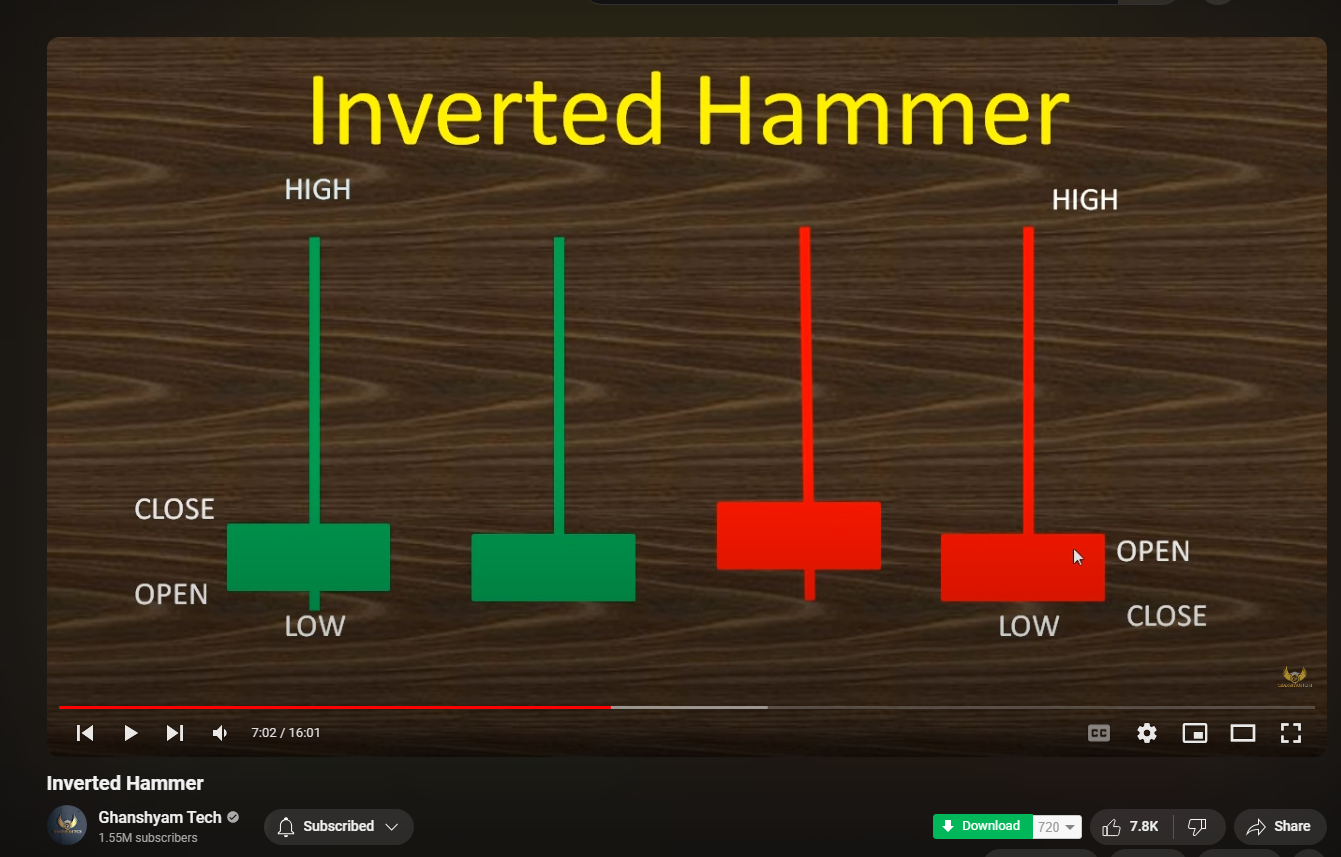 Inverted Hammer
HIGH
HIGH
CLOSE
OPEN
LOW
OPEN
CLOSE
LOW
7:02 / 16:01
CC
Inverted Hammer
Ghanshyam Tech
1.55M subscribers
Subscribed
Download
720
7.8K
Share